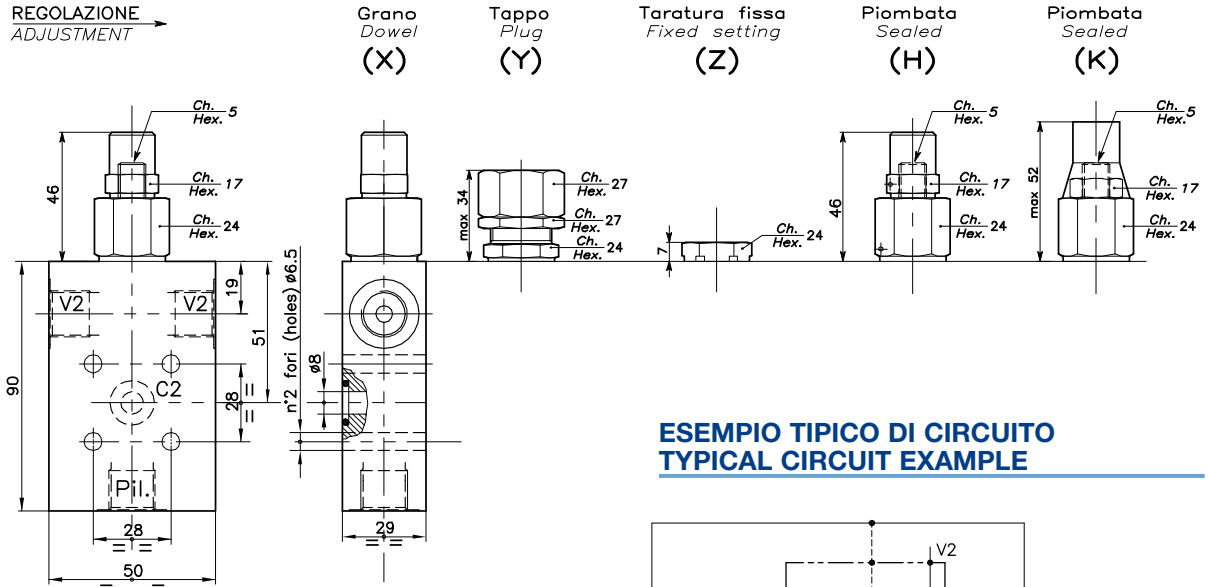 REGOLAZIONE
ADJUSTMENT
Grano
Dowel
(X)
Tappo
Plug
(Y)
Taratura fissa
Fixed setting
(Z)
Piombata
Sealed
(H)
Piombata
Sealed
(K)
46
Ch.
Hex. 5
Ch.
Hex. 17
Ch.
Hex. 24
max 34
Ch.
Hex. 27
Ch.
Hex. 27
Ch.
Hex. 24
7
Ch.
Hex. 24
46
Ch.
Hex. 5
Ch.
Hex. 17
Ch.
Hex. 24
max 52
Ch.
Hex. 5
Ch.
Hex. 17
Ch.
Hex. 24
V2
V2
19
51
90
C2
28
=
=
Pil.
28
= =
50
= =
n°2 fori (holes) ø6.5
ø8
29
= =
ESEMPIO TIPICO DI CIRCUITO
TYPICAL CIRCUIT EXAMPLE
V2